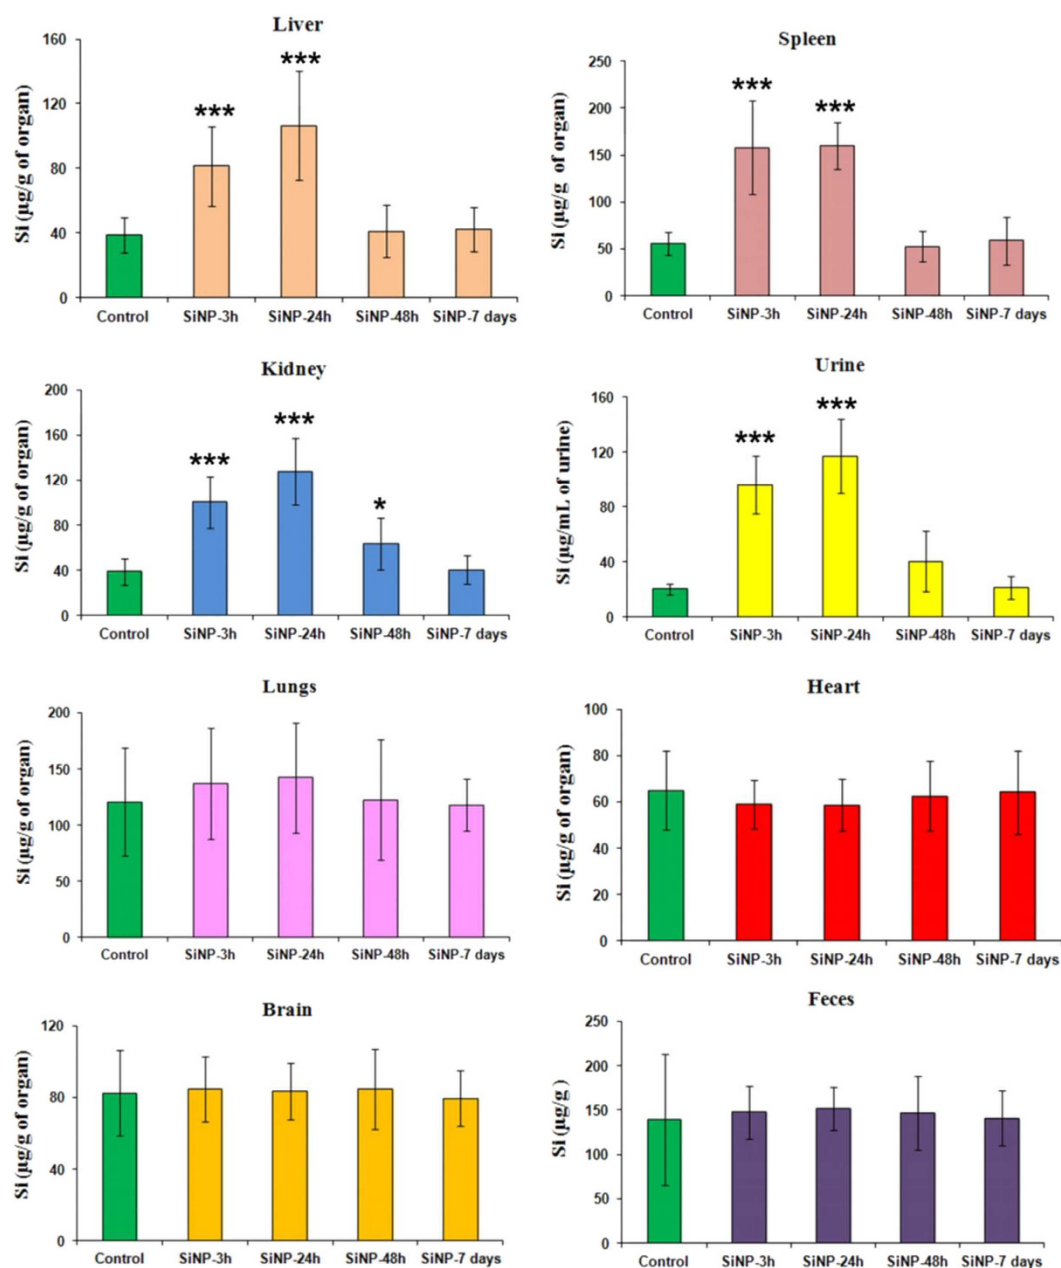 Liver
Si (µg/g of organ)
160
120
80
40
0
***
***
Control SiNP-3h SiNP-24h SiNP-48h SiNP-7 days
Spleen
Si (µg/g of organ)
250
200
150
100
50
0
***
***
Control SiNP-3h SiNP-24h SiNP-48h SiNP-7 days
Kidney
Si (µg/g of organ)
200
160
120
80
40
0
***
***
*
Control SiNP-3h SiNP-24h SiNP-48h SiNP-7 days
Urine
Si (µg/mL of urine)
160
120
80
40
0
***
***
Control SiNP-3h SiNP-24h SiNP-48h SiNP-7 days
Lungs
Si (µg/g of organ)
200
150
100
50
0
Control SiNP-3h SiNP-24h SiNP-48h SiNP-7 days
Heart
Si (µg/g of organ)
100
80
60
40
20
0
Control SiNP-3h SiNP-24h SiNP-48h SiNP-7 days
Brain
Si (µg/g of organ)
120
80
40
0
Control SiNP-3h SiNP-24h SiNP-48h SiNP-7 days
Feces
Si (µg/g )
250
200
150
100
50
0
Control SiNP-3h SiNP-24h SiNP-48h SiNP-7 days